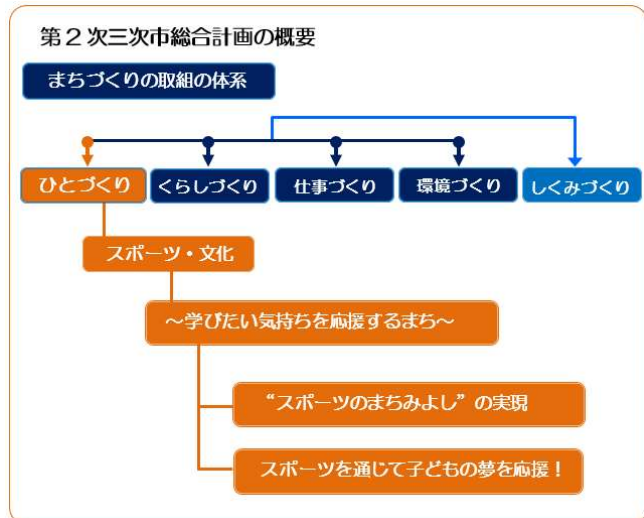 第2次三次市総合計画の概要
まちづくりの取組の体系
ひとづくり
くらしづくり
仕事づくり
環境づくり
しくみづくり
スポーツ・文化
～学びたい気持ちを応援するまち～
“スポーツのまちみよし”の実現
スポーツを通じて子どもの夢を応援！